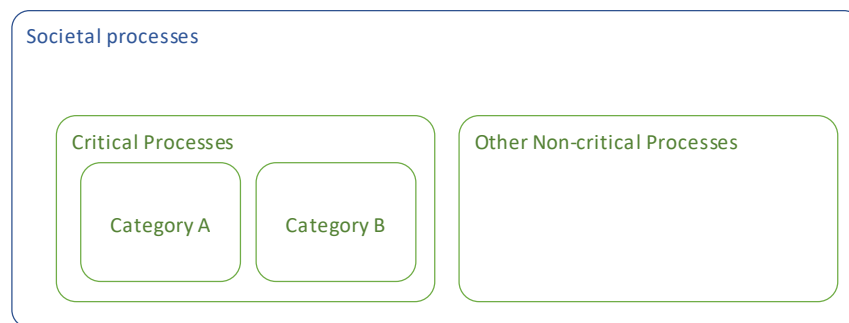 Societal processes
Critical Processes
Other Non-critical Processes
Category A
Category B